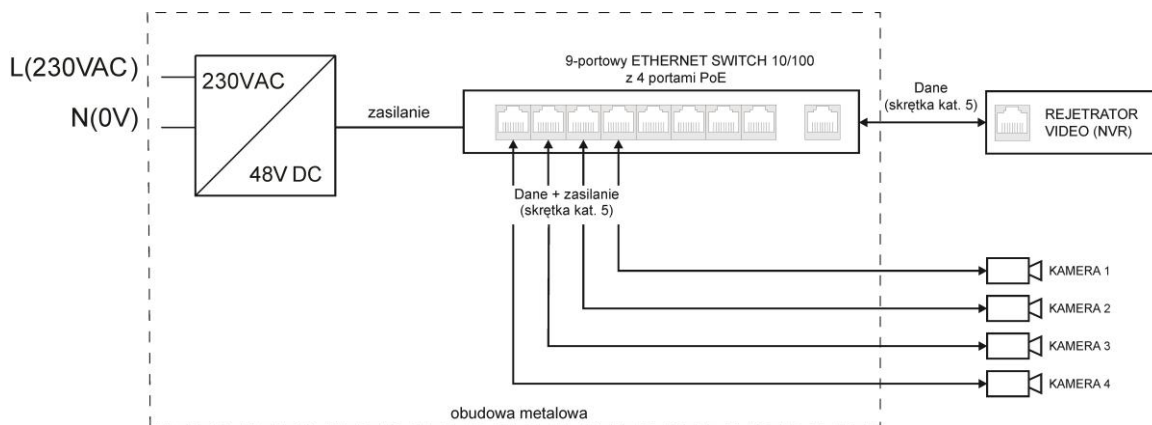 L(230VAC)
N(0V)
230VAC
48V DC
zasilanie
9-portowy ETHERNET SWITCH 10/100
z 4 portami PoE
Dane
(skrętka kat. 5)
REJETRATOR
VIDEO (NVR)
Dane + zasilanie
(skrętka kat. 5)
KAMERA 1
KAMERA 2
KAMERA 3
KAMERA 4
obudowa metalowa